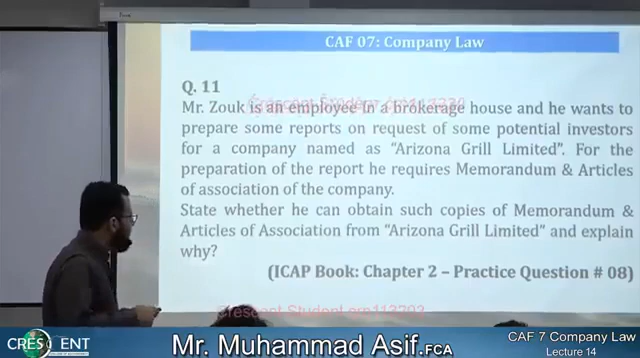 CAF 07: Company Law
Q. 11
Mr. Zouk is an employee in a brokerage house and he wants to
prepare some reports on request of some potential investors
for a company named as “Arizona Grill Limited”. For the
preparation of the report he requires Memorandum & Articles
of association of the company.
State whether he can obtain such copies of Memorandum &
Articles of Association from “Arizona Grill Limited” and explain
why?
(ICAP Book: Chapter 2 – Practice Question # 08)
Crescent Student
CRESCENT
Mr. Muhammad Asif.FCA
CAF 7 Company Law
Lecture 14